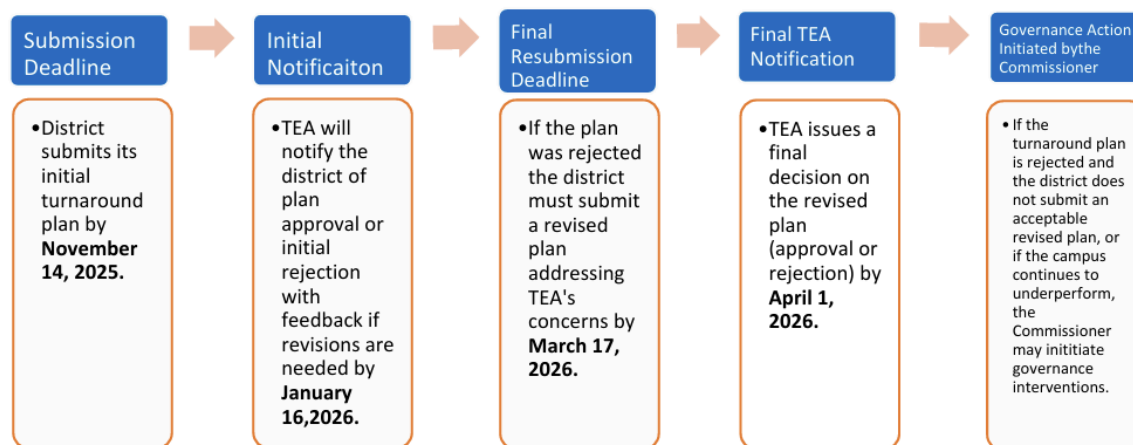 Submission
Deadline
•District
submits its
initial
turnaround
plan by
November
14, 2025.
Initial
Notificaiton
•TEA will
notify the
district of
plan
approval or
initial
rejection
with
feedback if
revisions are
needed by
January
16,2026.
Final
Resubmission
Deadline
•If the plan
was rejected
the district
must submit
a revised
plan
addressing
TEA's
concerns by
March 17,
2026.
Final TEA
Notification
•TEA issues a
final
decision on
the revised
plan
(approval or
rejection) by
April 1,
2026.
Governance Action
Initiated bythe
Commissioner
•If the
turnaround plan
is rejected and
the district does
not submit an
acceptable
revised plan, or
if the campus
continues to
underperform,
the
Commissioner
may inititiate
governance
interventions.